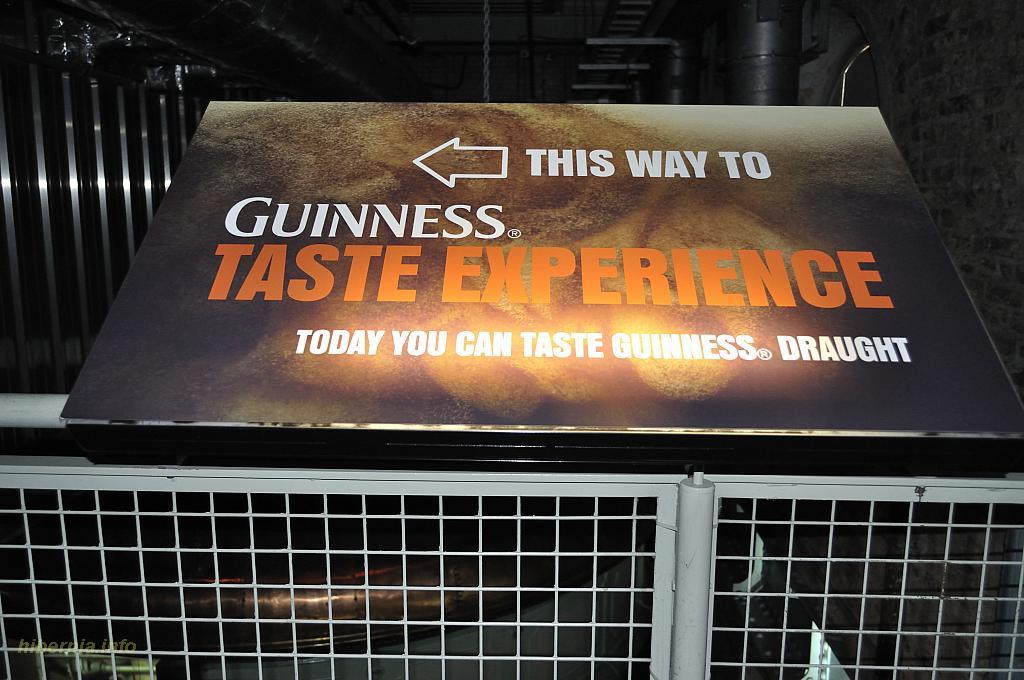 THIS WAY TO
GUINNESS®
TASTE EXPERIENCE
TODAY YOU CAN TASTE GUINNESS® DRAUGHT
hibernia.info